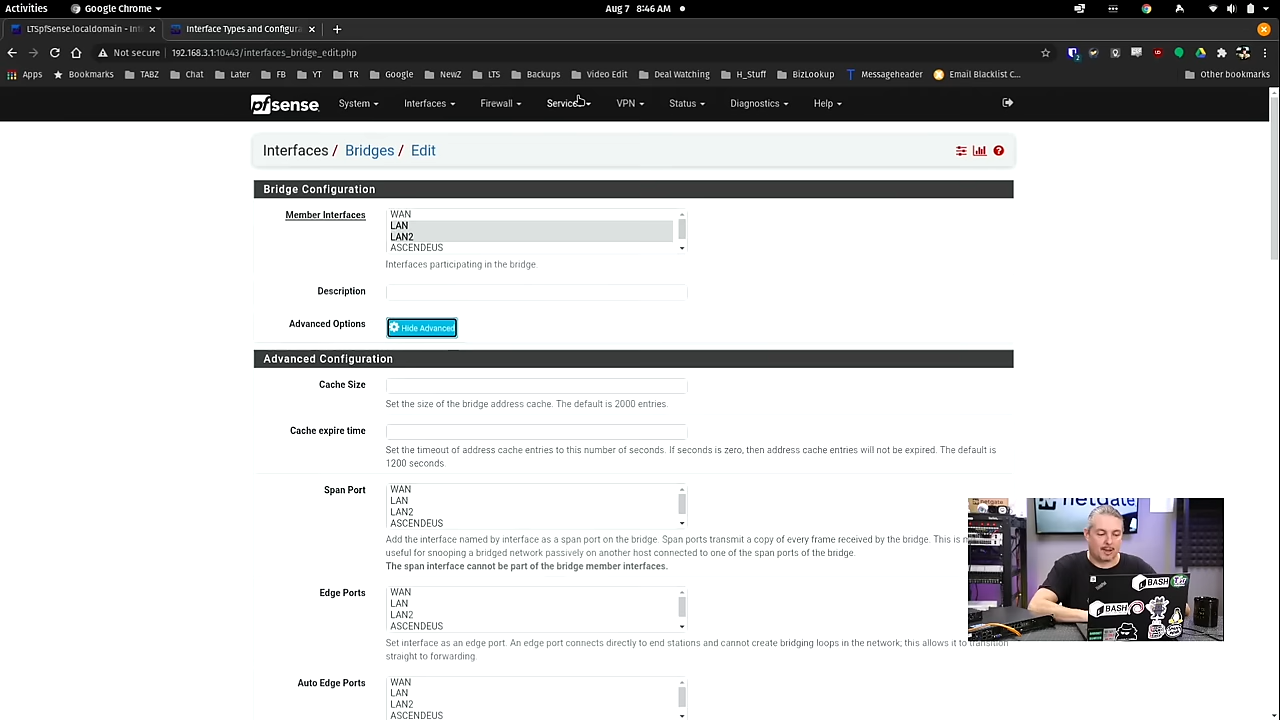 Activities
Google Chrome
Aug 7 8:46 AM
LTSpfSense.localdomain - Int
Interface Types and Configura
Not secure
192.168.3.1:10443/interfaces_bridge_edit.php
Apps
Bookmarks
TABZ
Chat
Later
FB
YT
TR
Google
NewZ
LTS
Backups
Video Edit
Deal Watching
H_Stuff
BizLookup
Messageheader
Email Blacklist C...
Other bookmarks
pfsense
System
Interfaces
Firewall
Services
VPN
Status
Diagnostics
Help
Interfaces / Bridges / Edit
Bridge Configuration
Member Interfaces
WAN
LAN
LAN2
ASCENDEUS
Interfaces participating in the bridge.
Description
Advanced Options
Hide Advanced
Advanced Configuration
Cache Size
Set the size of the bridge address cache. The default is 2000 entries.
Cache expire time
Set the timeout of address cache entries to this number of seconds. If seconds is zero, then address cache entries will not be expired. The default is
1200 seconds.
Span Port
WAN
LAN
LAN2
ASCENDEUS
Add the interface named by interface as a span port on the bridge. Span ports transmit a copy of every frame received by the bridge. This is
useful for snooping a bridged network passively on another host connected to one of the span ports of the bridge.
The span interface cannot be part of the bridge member interfaces.
Edge Ports
WAN
LAN
LAN2
ASCENDEUS
Set interface as an edge port. An edge port connects directly to end stations and cannot create bridging loops in the network; this allows it to transition
straight to forwarding.
Auto Edge Ports
WAN
LAN
LAN2
ASCENDEUS
netgate
netgate
BASH
BASH